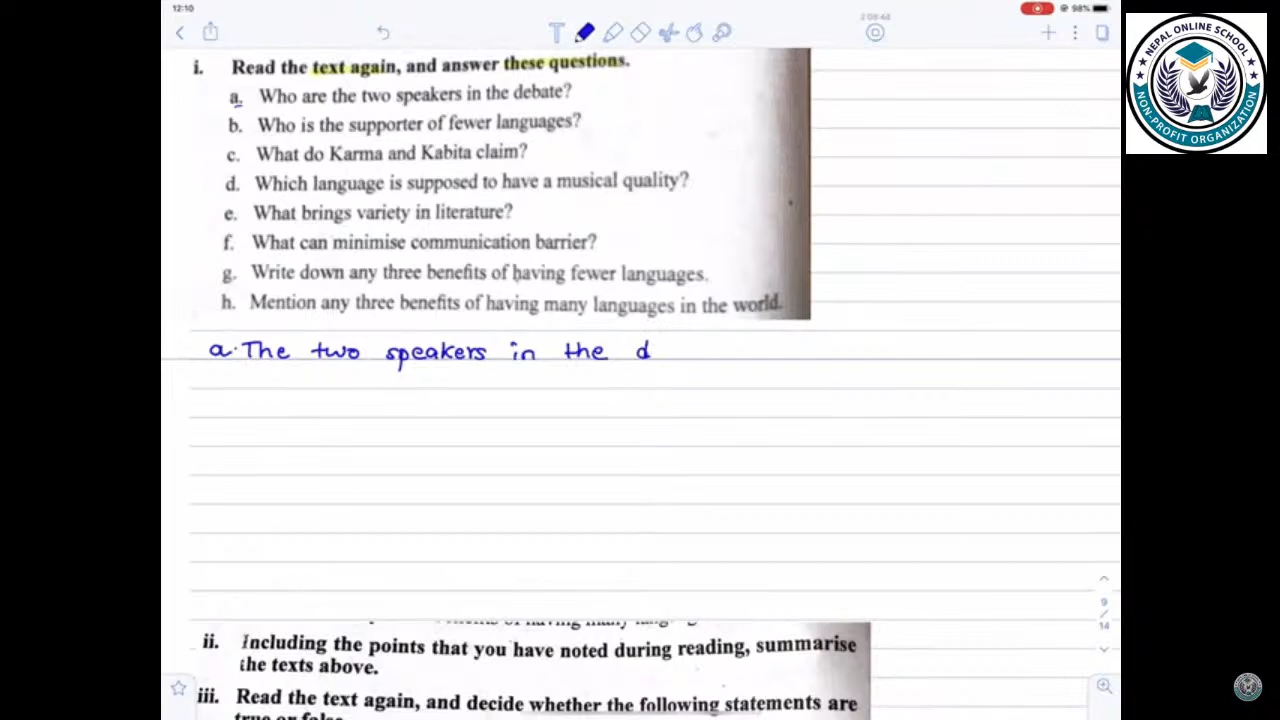 12:10
98%
T
i. Read the text again, and answer these questions.
a. Who are the two speakers in the debate?
b. Who is the supporter of fewer languages?
c. What do Karma and Kabita claim?
d. Which language is supposed to have a musical quality?
e. What brings variety in literature?
f. What can minimise communication barrier?
g. Write down any three benefits of having fewer languages.
h. Mention any three benefits of having many languages in the world.
a. The two speakers in the d
9
/
14
ii. Including the points that you have noted during reading, summarise
the texts above.
iii. Read the text again, and decide whether the following statements are
true or false.
NEPAL ONLINE SCHOOL
NON-PROFIT ORGANIZATION